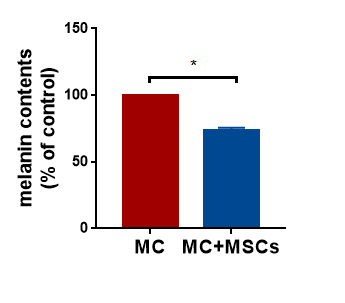 melanin contents
(% of control)
150
100
50
0
*
MC
MC+MSCs